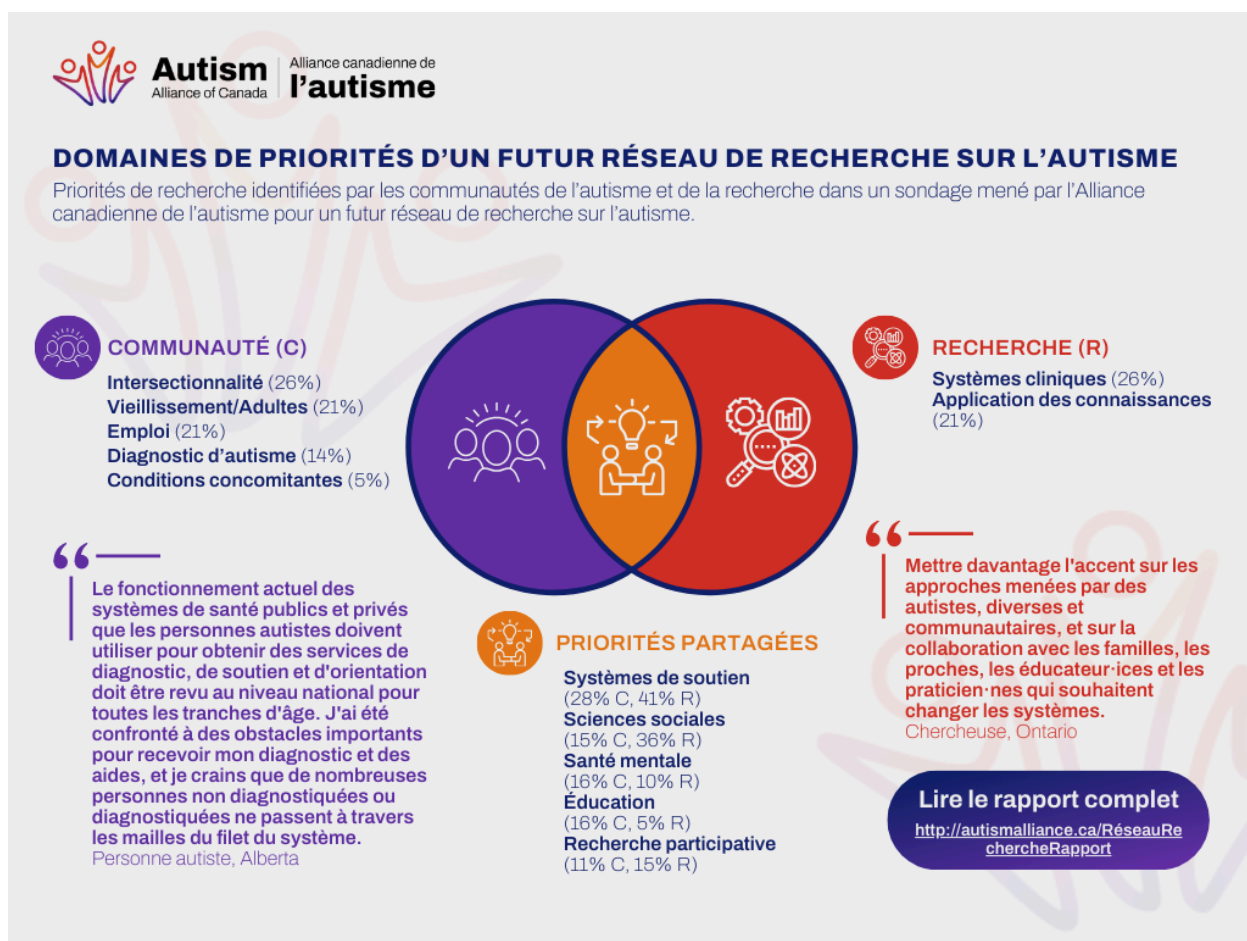 Autism
Alliance of Canada
Alliance canadienne de
l'autisme
DOMAINES DE PRIORITÉS D'UN FUTUR RÉSEAU DE RECHERCHE SUR L'AUTISME
Priorités de recherche identifiées par les communautés de l'autisme et de la recherche dans un sondage mené par l'Alliance
canadienne de l'autisme pour un futur réseau de recherche sur l'autisme.
COMMUNAUTÉ (C)
Intersectionnalité (26%)
Vieillissement/Adultes (21%)
Emploi (21%)
Diagnostic d'autisme (14%)
Conditions concomitantes (5%)
RECHERCHE (R)
Systèmes cliniques (26%)
Application des connaissances
(21%)
Le fonctionnement actuel des
systèmes de santé publics et privés
que les personnes autistes doivent
utiliser pour obtenir des services de
diagnostic, de soutien et d'orientation
doit être revu au niveau national pour
toutes les tranches d'âge. J'ai été
confronté à des obstacles importants
pour recevoir mon diagnostic et des
aides, et je crains que de nombreuses
personnes non diagnostiquées ou
diagnostiquées ne passent à travers
les mailles du filet du système.
Personne autiste, Alberta
PRIORITÉS PARTAGÉES
Systèmes de soutien
(28% C, 41% R)
Sciences sociales
(15% C, 36% R)
Santé mentale
(16% C, 10% R)
Éducation
(16% C, 5% R)
Recherche participative
(11% C, 15% R)
Mettre davantage l'accent sur les
approches menées par des
autistes, diverses et
communautaires, et sur la
collaboration avec les familles, les
proches, les éducateur·ices et les
praticien·nes qui souhaitent
changer les systèmes.
Chercheuse, Ontario
Lire le rapport complet
http://autismalliance.ca/RéseauRe
chercheRapport